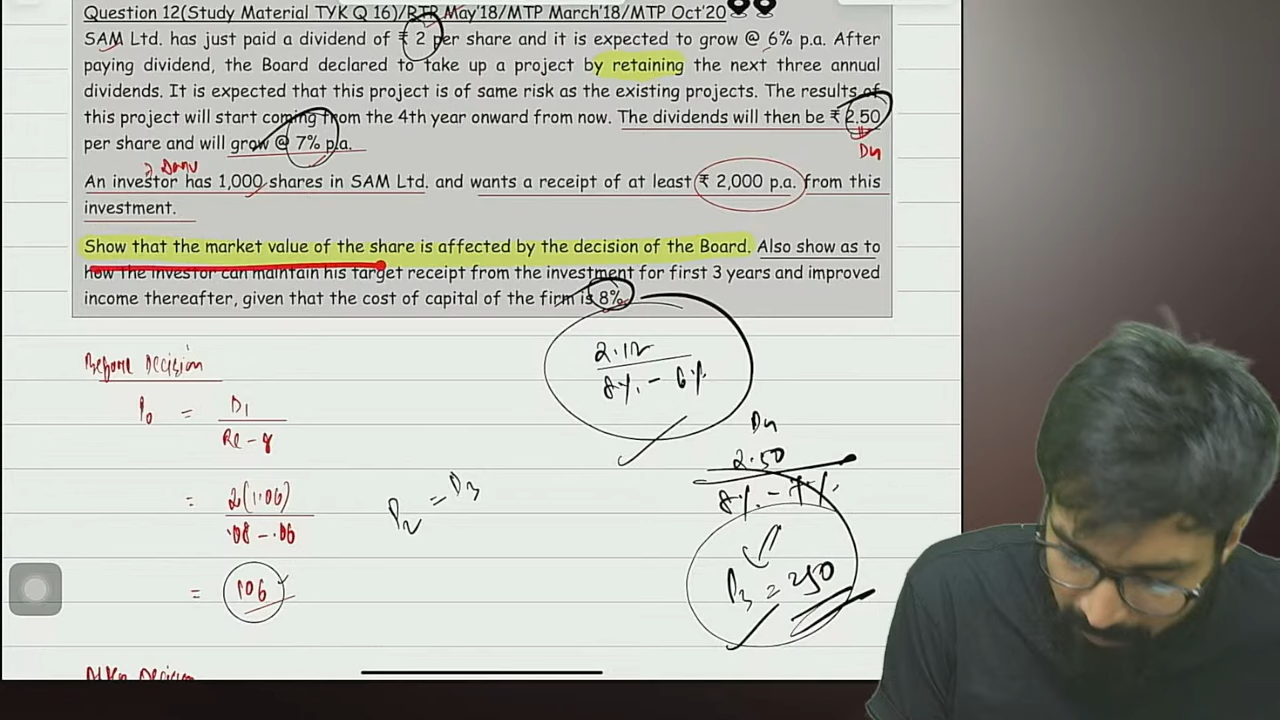 Question 12(Study Material TYK Q 16)/RTP May'18/MTP March'18/MTP Oct'20
SAM Ltd. has just paid a dividend of ₹ 2 per share and it is expected to grow @ 6% p.a. After
paying dividend, the Board declared to take up a project by retaining the next three annual
dividends. It is expected that this project is of same risk as the existing projects. The results of
this project will start coming from the 4th year onward from now. The dividends will then be ₹ 2.50
per share and will grow @ 7% p.a.
D4
An investor has 1,000 shares in SAM Ltd. and wants a receipt of at least ₹ 2,000 p.a. from this
investment.
Show that the market value of the share is affected by the decision of the Board. Also show as to
how the investor can maintain his target receipt from the investment for first 3 years and improved
income thereafter, given that the cost of capital of the firm is 8%.
Before Decision
P0 = D1
Re - g
= 2(1.06)
.08 - .06
= 106
P2 = D3
2.12
8% - 6%
D4
2.50
8% - 7%
P3 = 250
After Decision